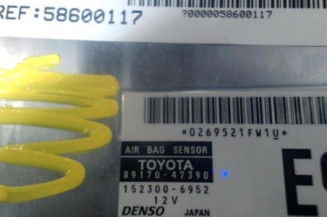 REF:58600117
?0000058600117
*0269521FW1U*
AIR BAG SENSOR
TOYOTA
89170-47390
152300-6952
12V
DENSO JAPAN